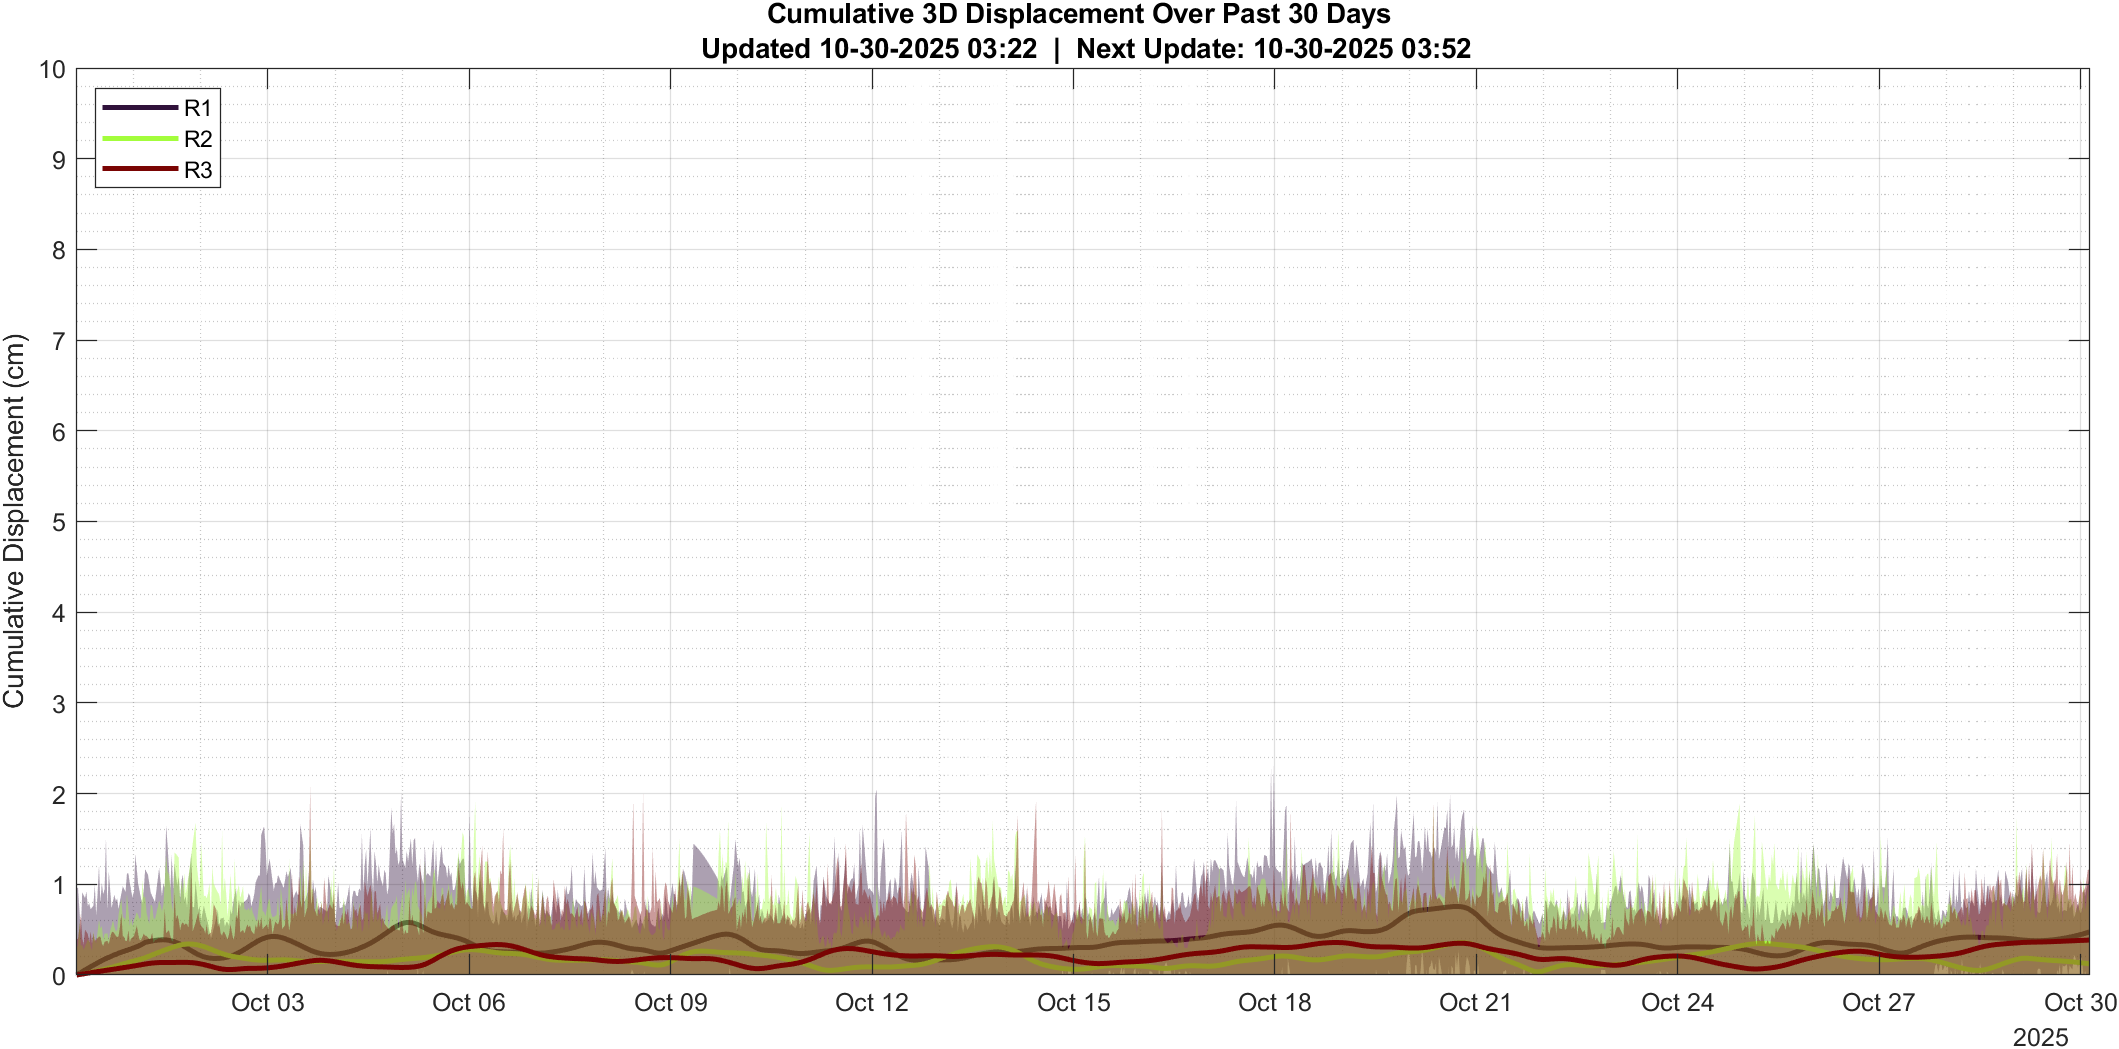 Cumulative 3D Displacement Over Past 30 Days
Updated 10-30-2025 03:22 | Next Update: 10-30-2025 03:52
R1
R2
R3
Cumulative Displacement (cm)
10
9
8
7
6
5
4
3
2
1
0
Oct 03 Oct 06 Oct 09 Oct 12 Oct 15 Oct 18 Oct 21 Oct 24 Oct 27 Oct 30
2025